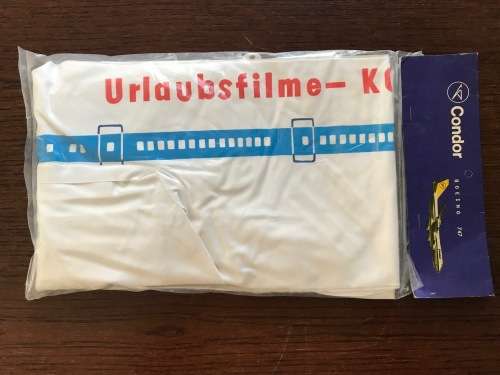 Urlaubsfilme–
Condor
BOEING 747